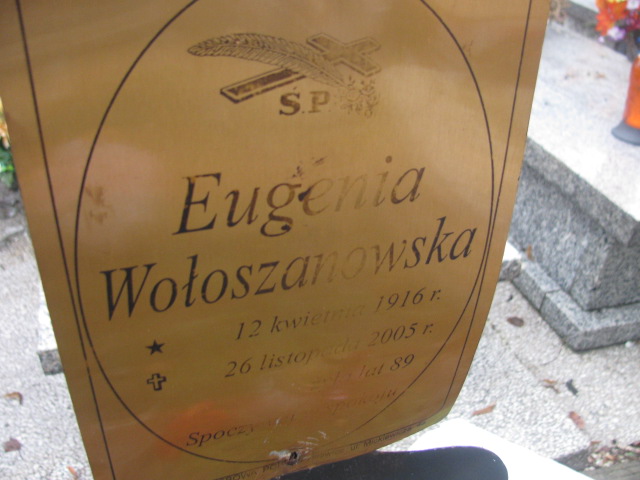 Ś.P.
Eugenia
Wołoszanowska
12 kwietnia 1916 r.
26 listopada 2005 r.
lat 89